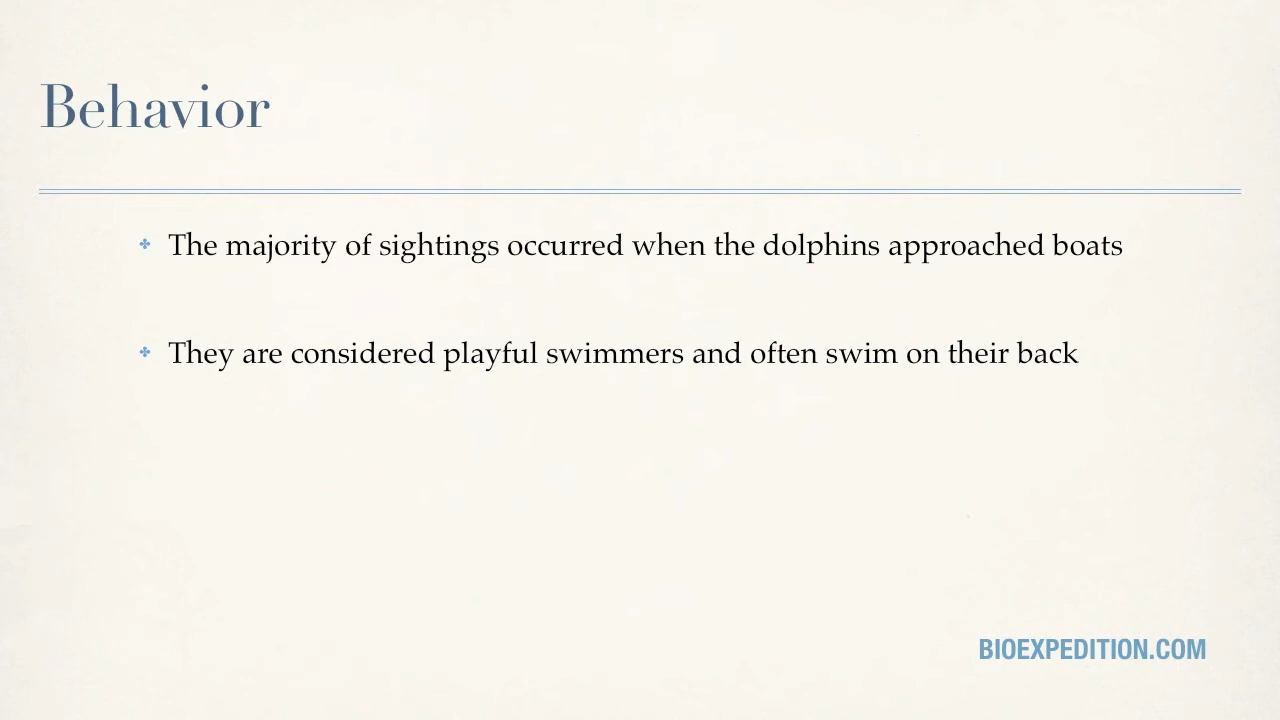 Behavior
The majority of sightings occurred when the dolphins approached boats
They are considered playful swimmers and often swim on their back
BIOEXPEDITION.COM